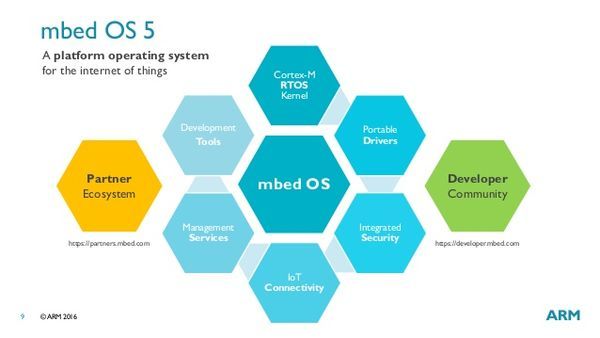 mbed OS 5
A platform operating system
for the internet of things
Cortex-M
RTOS
Kernel
Development
Tools
Portable
Drivers
Partner
Ecosystem
mbed OS
Developer
Community
Management
Services
Integrated
Security
https://partners.mbed.com
https://developer.mbed.com
IoT
Connectivity
9 © ARM 2016
ARM